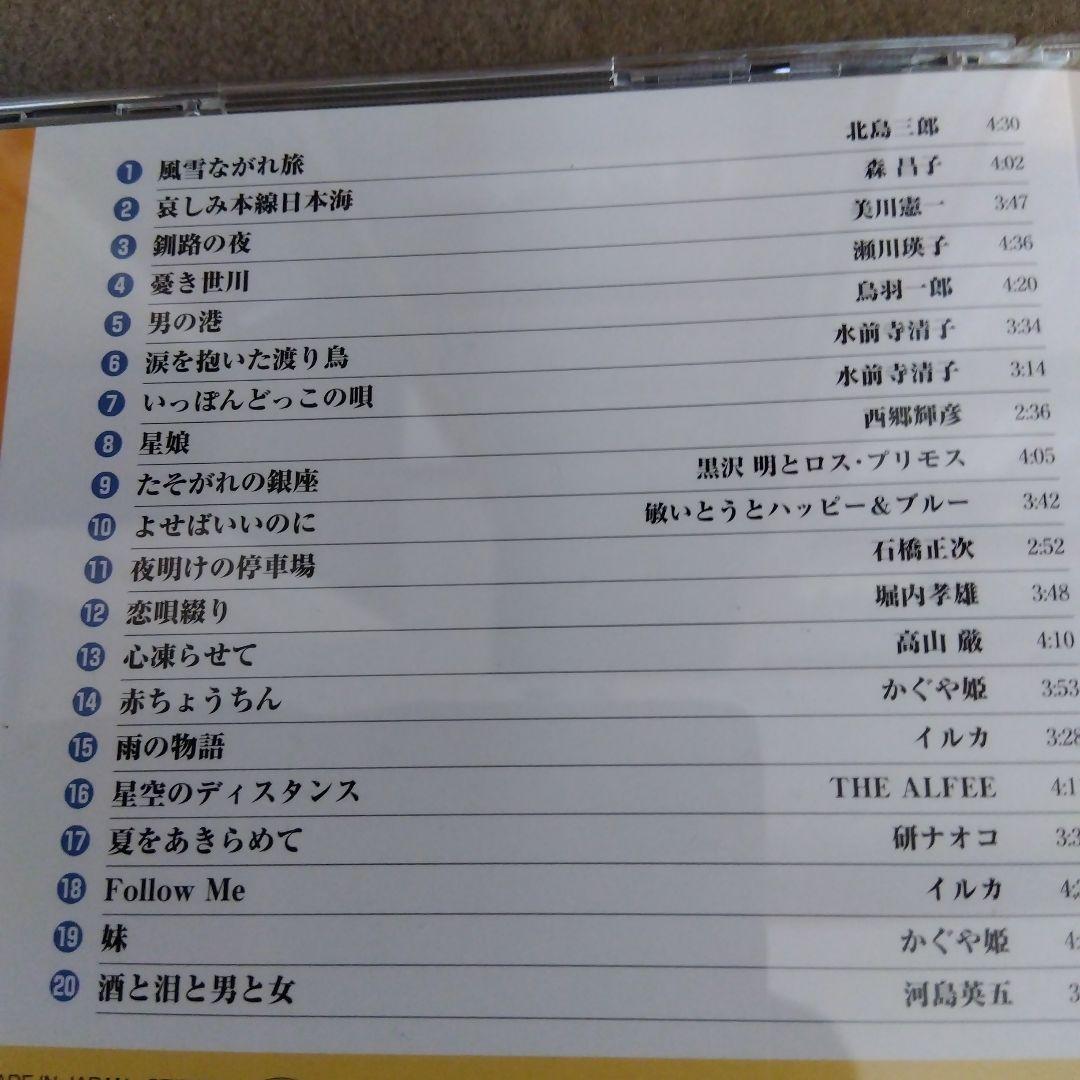 1 風雪ながれ旅 北島三郎 4:30
2 哀しみ本線日本海 森 昌子 4:02
3 釧路の夜 美川憲一 3:47
4 憂き世川 瀬川瑛子 4:36
5 男の港 鳥羽一郎 4:20
6 涙を抱いた渡り鳥 水前寺清子 3:34
7 いっぽんどっこの唄 水前寺清子 3:14
8 星娘 西郷輝彦 2:36
9 たそがれの銀座 黒沢 明とロス・プリモス 4:05
10 よせばいいのに 敏いとうとハッピー&ブルー 3:42
11 夜明けの停車場 石橋正次 2:52
12 恋唄綴り 堀内孝雄 3:48
13 心凍らせて 高山 厳 4:10
14 赤ちょうちん かぐや姫 3:53
15 雨の物語 イルカ 3:28
16 星空のディスタンス THE ALFEE 4:1
17 夏をあきらめて 研ナオコ 3:3
18 Follow Me イルカ 4:
19 妹 かぐや姫 4:
20 酒と泪と男と女 河島英五 3